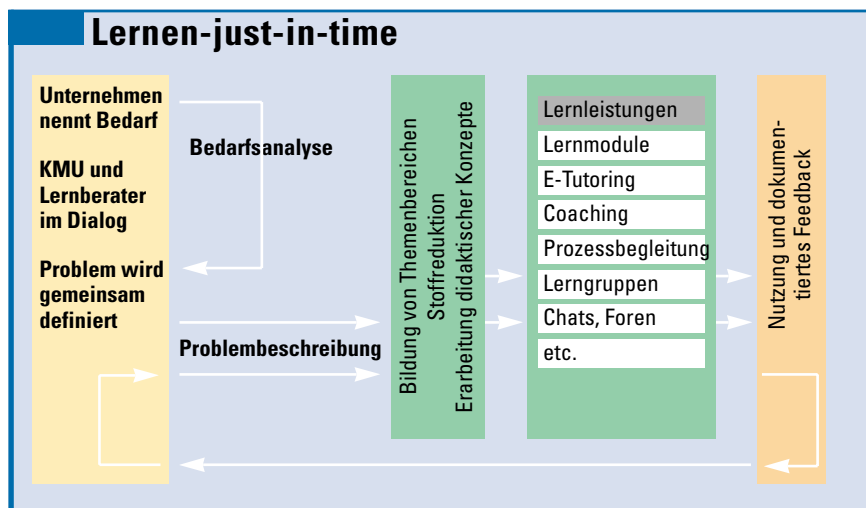 Lernen-just-in-time
Unternehmen
nennt Bedarf
KMU und
Lernberater
im Dialog
Problem wird
gemeinsam
definiert
Bedarfsanalyse
Problembeschreibung
Bildung von Themenbereichen
Stoffreduktion
Erarbeitung didaktischer Konzepte
Lernleistungen
Lernmodule
E-Tutoring
Coaching
Prozessbegleitung
Lerngruppen
Chats, Foren
etc.
Nutzung und dokumen-
tiertes Feedback